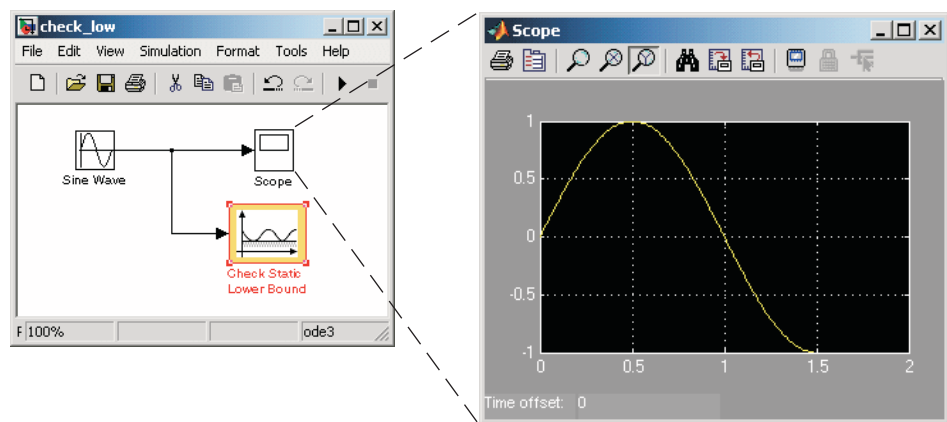 check_low
File Edit View Simulation Format Tools Help
Sine Wave
Scope
Check Static
Lower Bound
F 100%
ode3
Scope
1
0.5
0
-0.5
-1
0 0.5 1 1.5 2
Time offset: 0